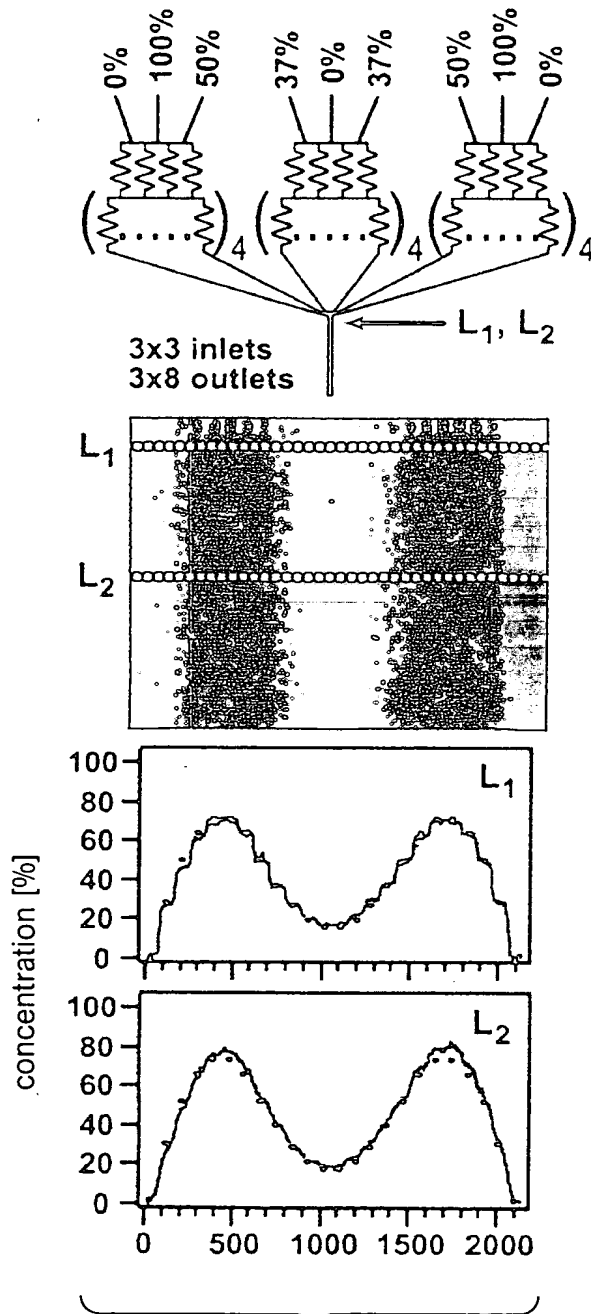 0% 100% 50% 37% 0% 37% 50% 100% 0%
( ) 4 ( ) 4 ( ) 4
L1, L2
3x3 inlets
3x8 outlets
L1
L2
100
80
60
40
20
0
L1
concentration [%]
100
80
60
40
20
0
L2
0 500 1000 1500 2000